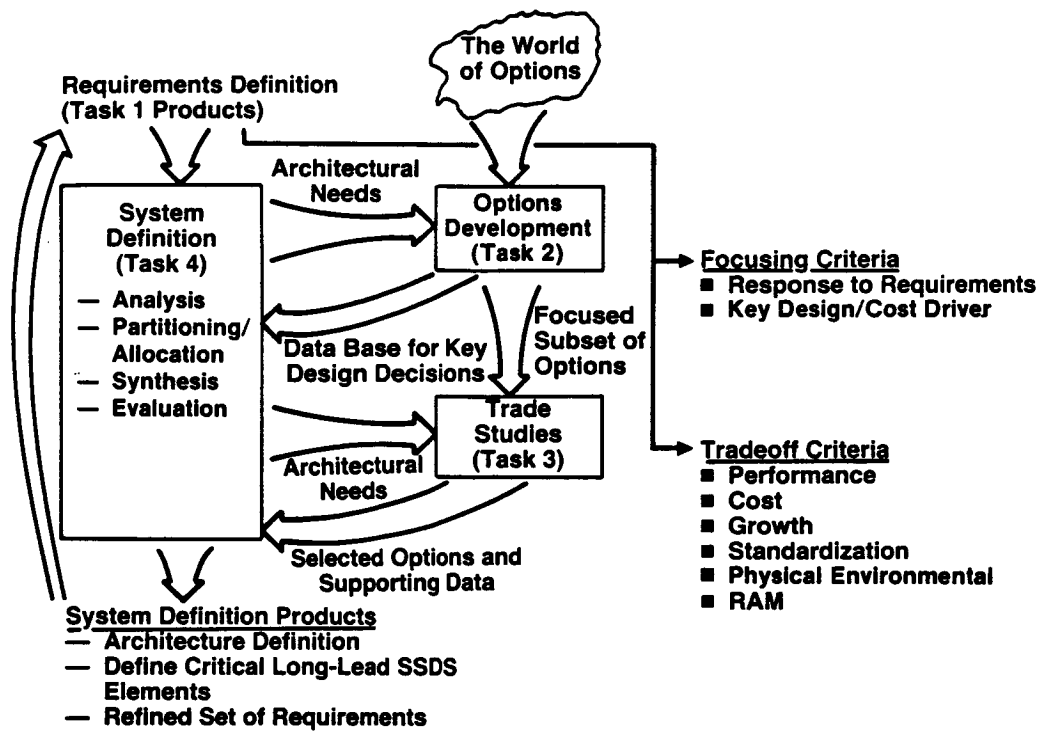 The World
of Options
Requirements Definition
(Task 1 Products)
Architectural
Needs
System
Definition
(Task 4)
— Analysis
— Partitioning/
Allocation
— Synthesis
— Evaluation
Options
Development
(Task 2)
Focusing Criteria
■ Response to Requirements
■ Key Design/Cost Driver
Data Base for Key
Design Decisions
Focused
Subset of
Options
Trade
Studies
(Task 3)
Architectural
Needs
Tradeoff Criteria
■ Performance
■ Cost
■ Growth
■ Standardization
■ Physical Environmental
■ RAM
Selected Options and
Supporting Data
System Definition Products
— Architecture Definition
— Define Critical Long-Lead SSDS
Elements
— Refined Set of Requirements